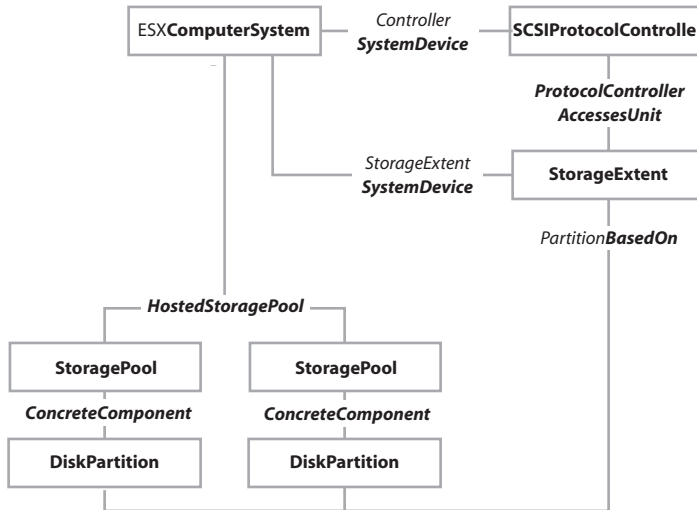 ESXComputerSystem
Controller
SystemDevice
SCSIProtocolControlle
ProtocolController
AccessesUnit
StorageExtent
SystemDevice
StorageExtent
PartitionBasedOn
HostedStoragePool
StoragePool
StoragePool
ConcreteComponent
ConcreteComponent
DiskPartition
DiskPartition